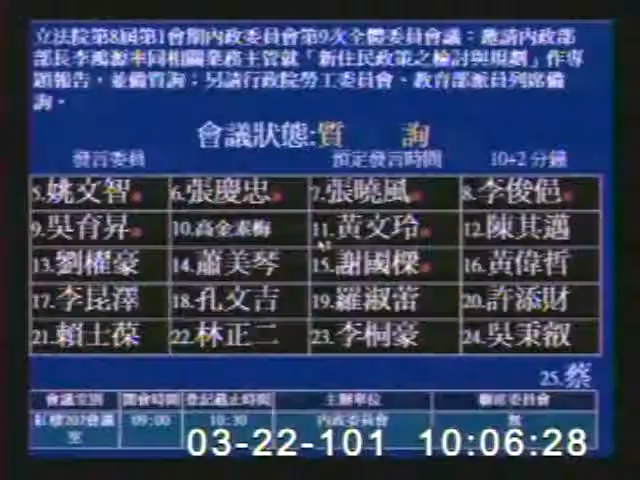 立法院第8屆第1會期內政委員會第9次全體委員會議：邀請內政部
部長李鴻源率同相關業務主管就「新住民政策之檢討與規劃」作專
題報告，並備質詢；另請行政院勞工委員會、教育部派員列席備
詢。
會議狀態:質 詢
發言委員 預定發言時間 10+2 分鐘
5.姚文智 6.張慶忠 7.張曉風 8.李俊俋
9.吳育昇 10.高金素梅 11.黃文玲 12.陳其邁
13.劉櫂豪 14.蕭美琴 15.謝國樑 16.黃偉哲
17.李昆澤 18.孔文吉 19.羅淑蕾 20.許添財
21.賴士葆 22.林正二 23.李桐豪 24.吳秉叡
25.蔡
會議室別 開會時間 登記截止時間 主辦單位 聯席委員會
紅樓202會議 09:00 10:30 內政委員會 無
室
03-22-101 10:06:28